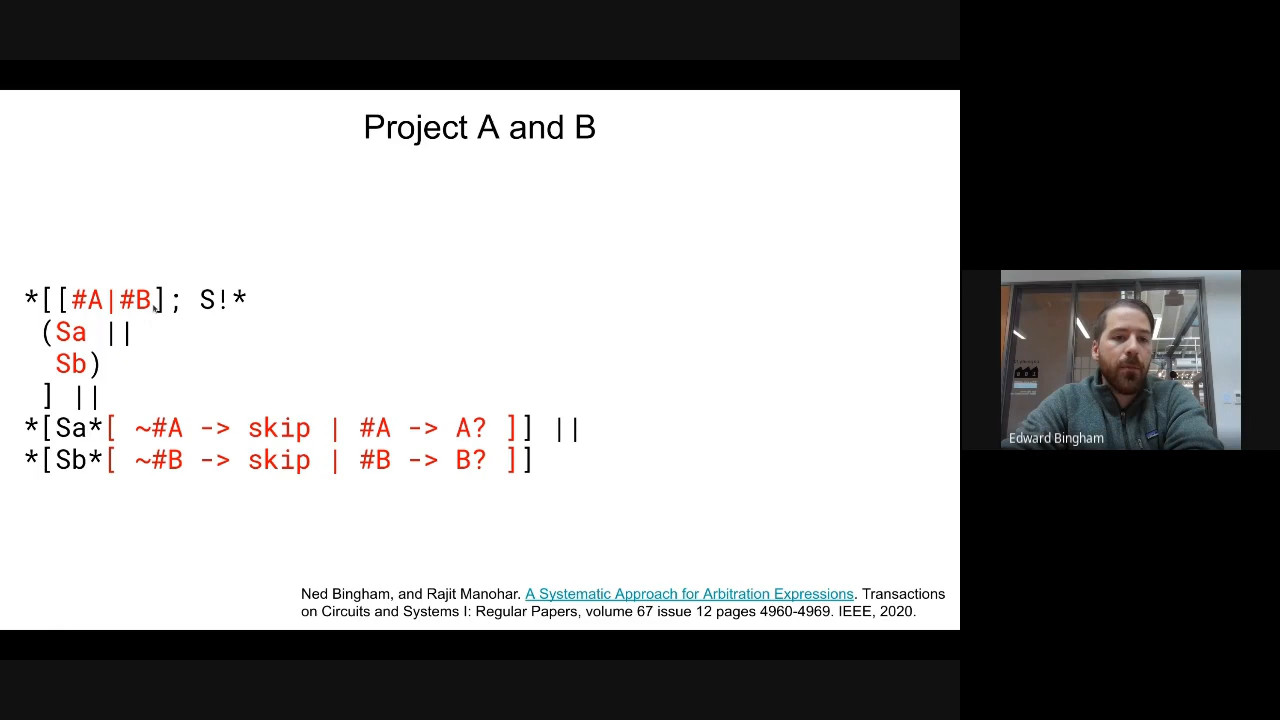 Project A and B
*[[#A|#B]; S!*
(Sa ||
Sb)
] ||
*[Sa*[ ~#A -> skip | #A -> A? ]] ||
*[Sb*[ ~#B -> skip | #B -> B? ]]
Ned Bingham, and Rajit Manohar. A Systematic Approach for Arbitration Expressions. Transactions
on Circuits and Systems I: Regular Papers, volume 67 issue 12 pages 4960-4969. IEEE, 2020.
Edward Bingham